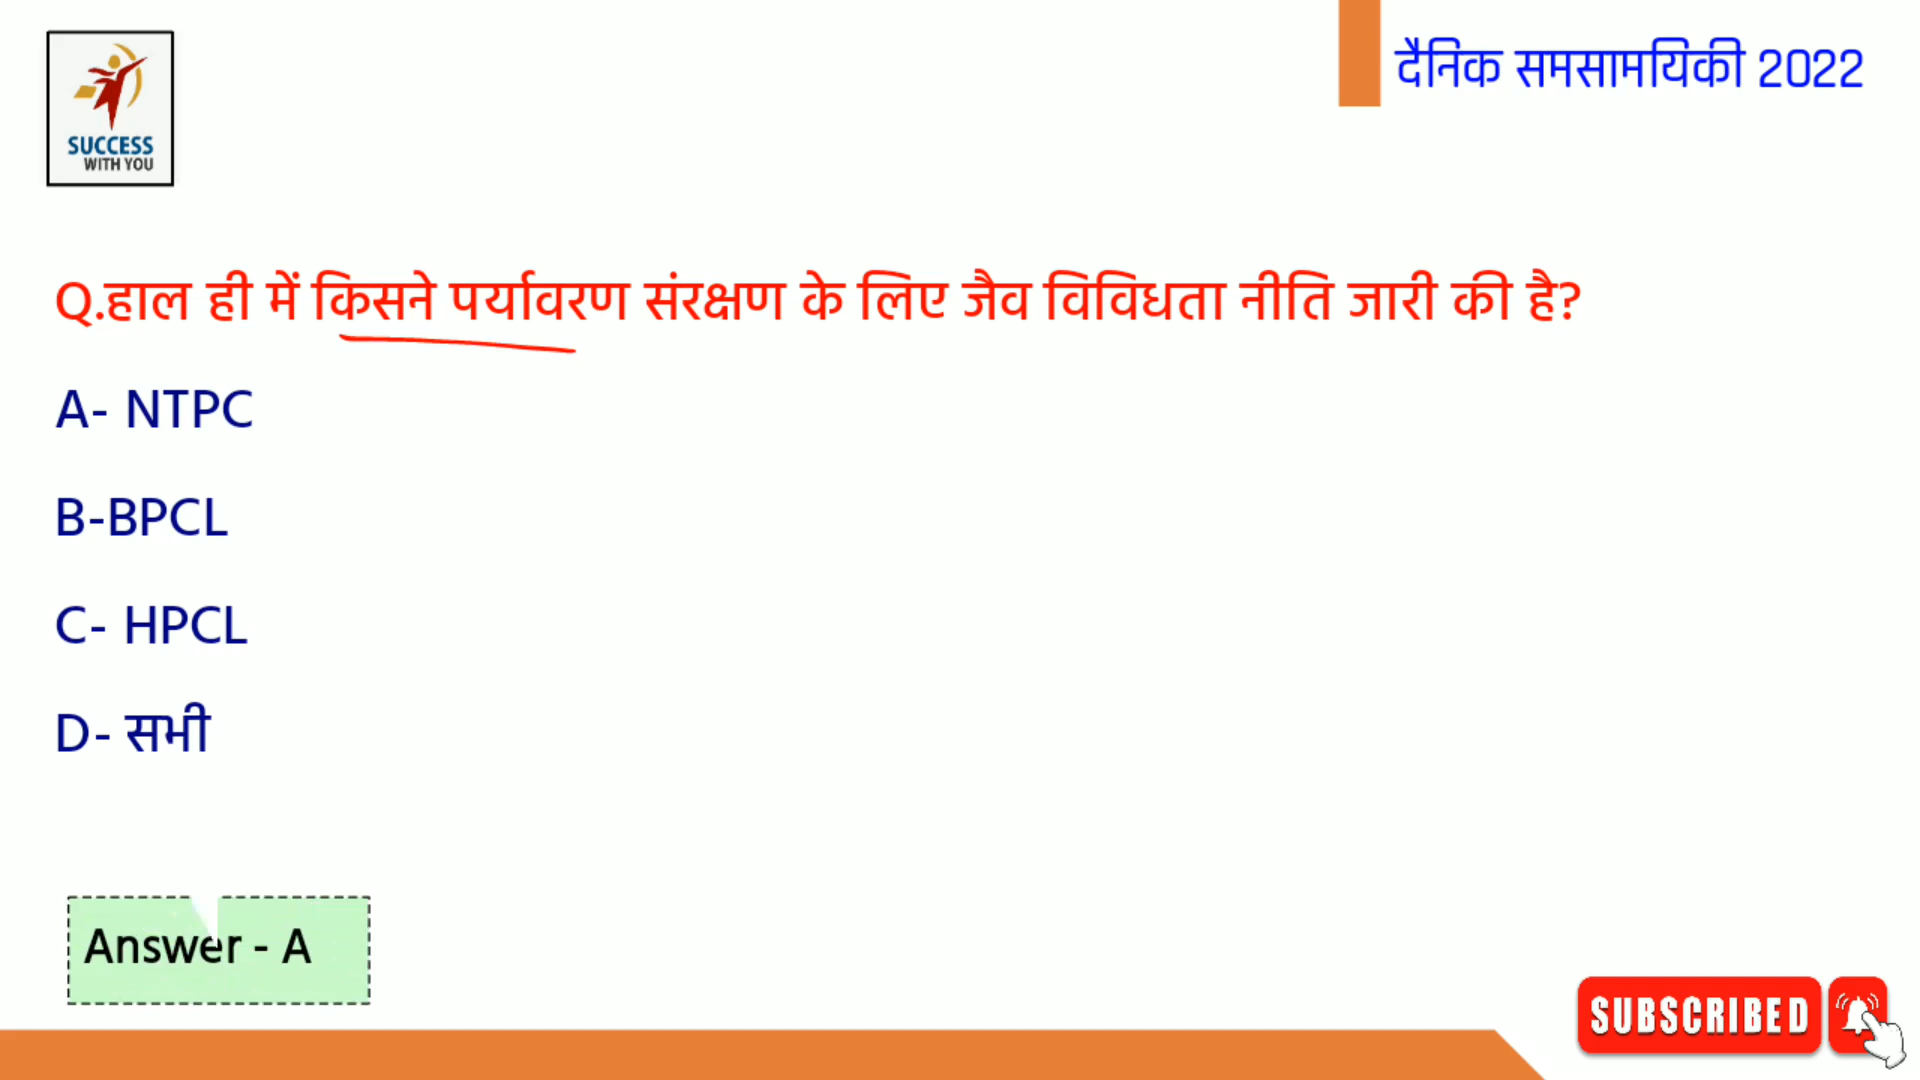 SUCCESS
WITH YOU
दैनिक समसामयिकी 2022
Q.हाल ही में किसने पर्यावरण संरक्षण के लिए जैव विविधता नीति जारी की है?
A- NTPC
B-BPCL
C- HPCL
D- सभी
Answer - A
SUBSCRIBED